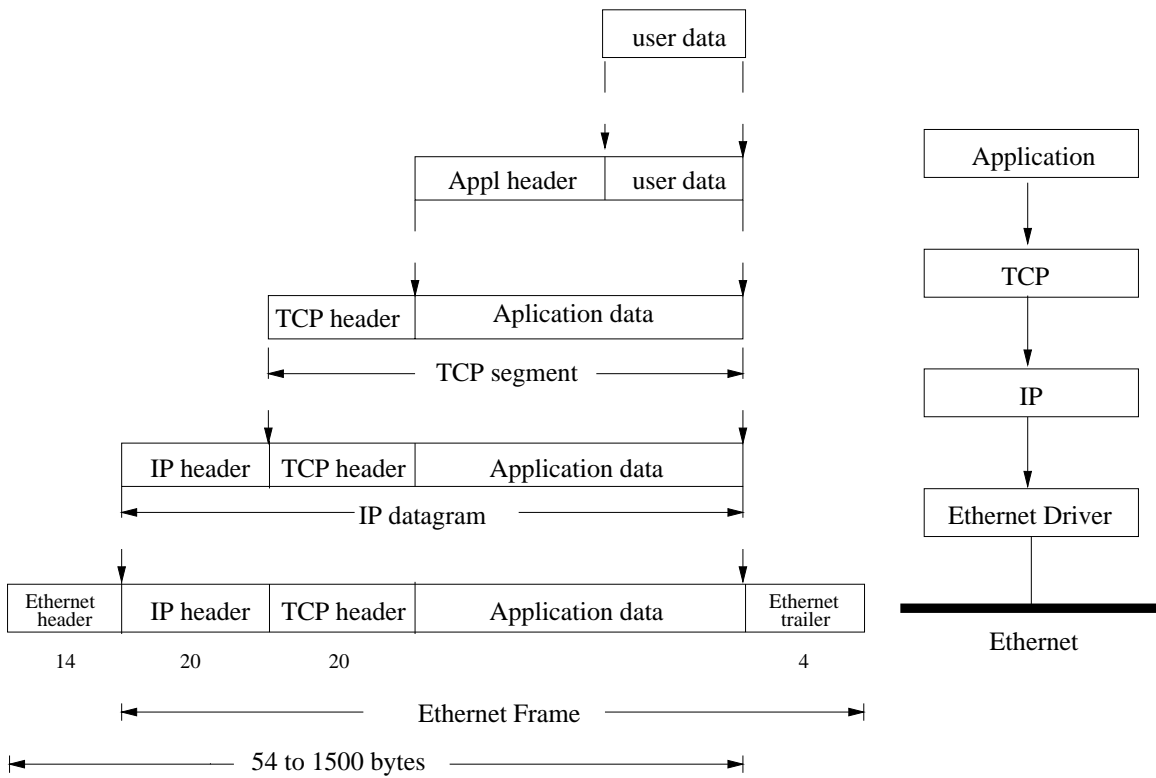 user data
Appl header user data
TCP header Aplication data
TCP segment
IP header TCP header Application data
IP datagram
Ethernet header IP header TCP header Application data Ethernet trailer
14 20 20 4
Ethernet Frame
54 to 1500 bytes
Application
TCP
IP
Ethernet Driver
Ethernet